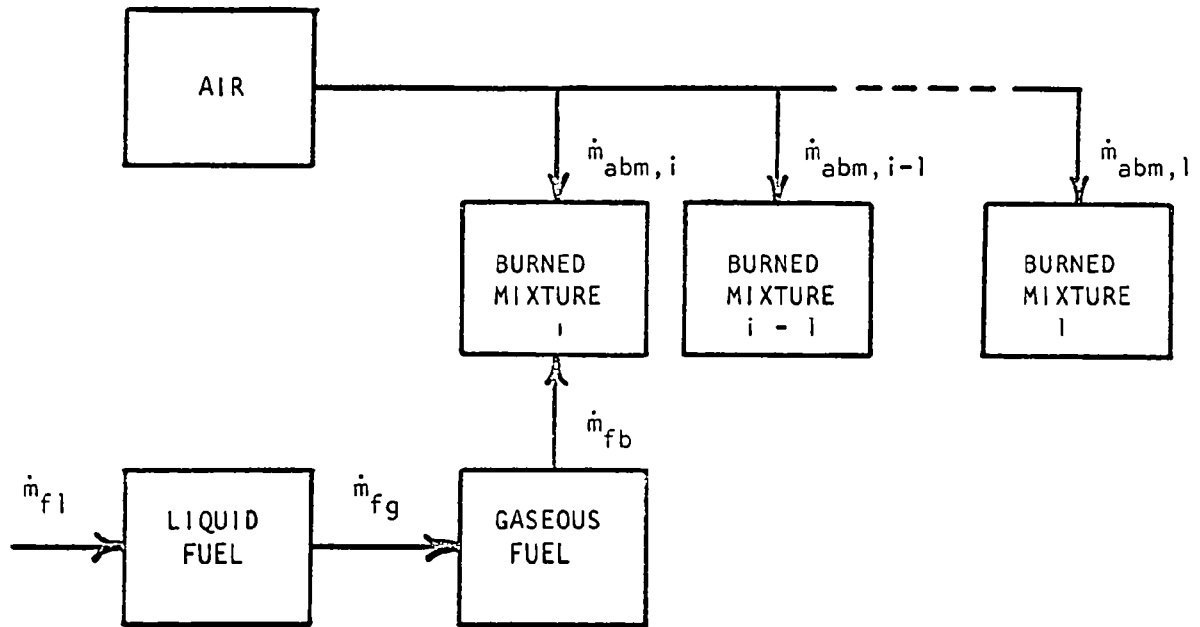 AIR
ṁabm,i
ṁabm,i-1
ṁabm,1
BURNED
MIXTURE
i
BURNED
MIXTURE
i - 1
BURNED
MIXTURE
1
ṁfb
ṁfl
ṁfg
LIQUID
FUEL
GASEOUS
FUEL